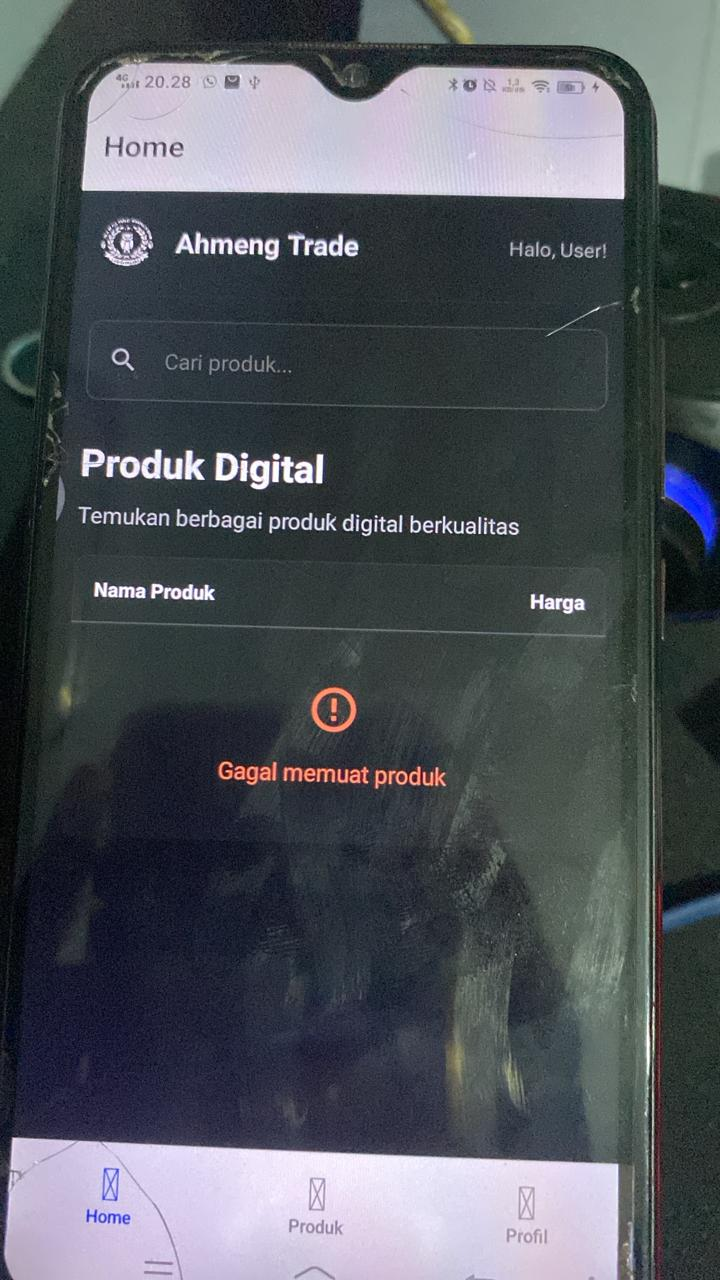 4G 20.28
Home
Ahmeng Trade
Halo, User!
Cari produk...
Produk Digital
Temukan berbagai produk digital berkualitas
Nama Produk
Harga
Gagal memuat produk
Home
Produk
Profil